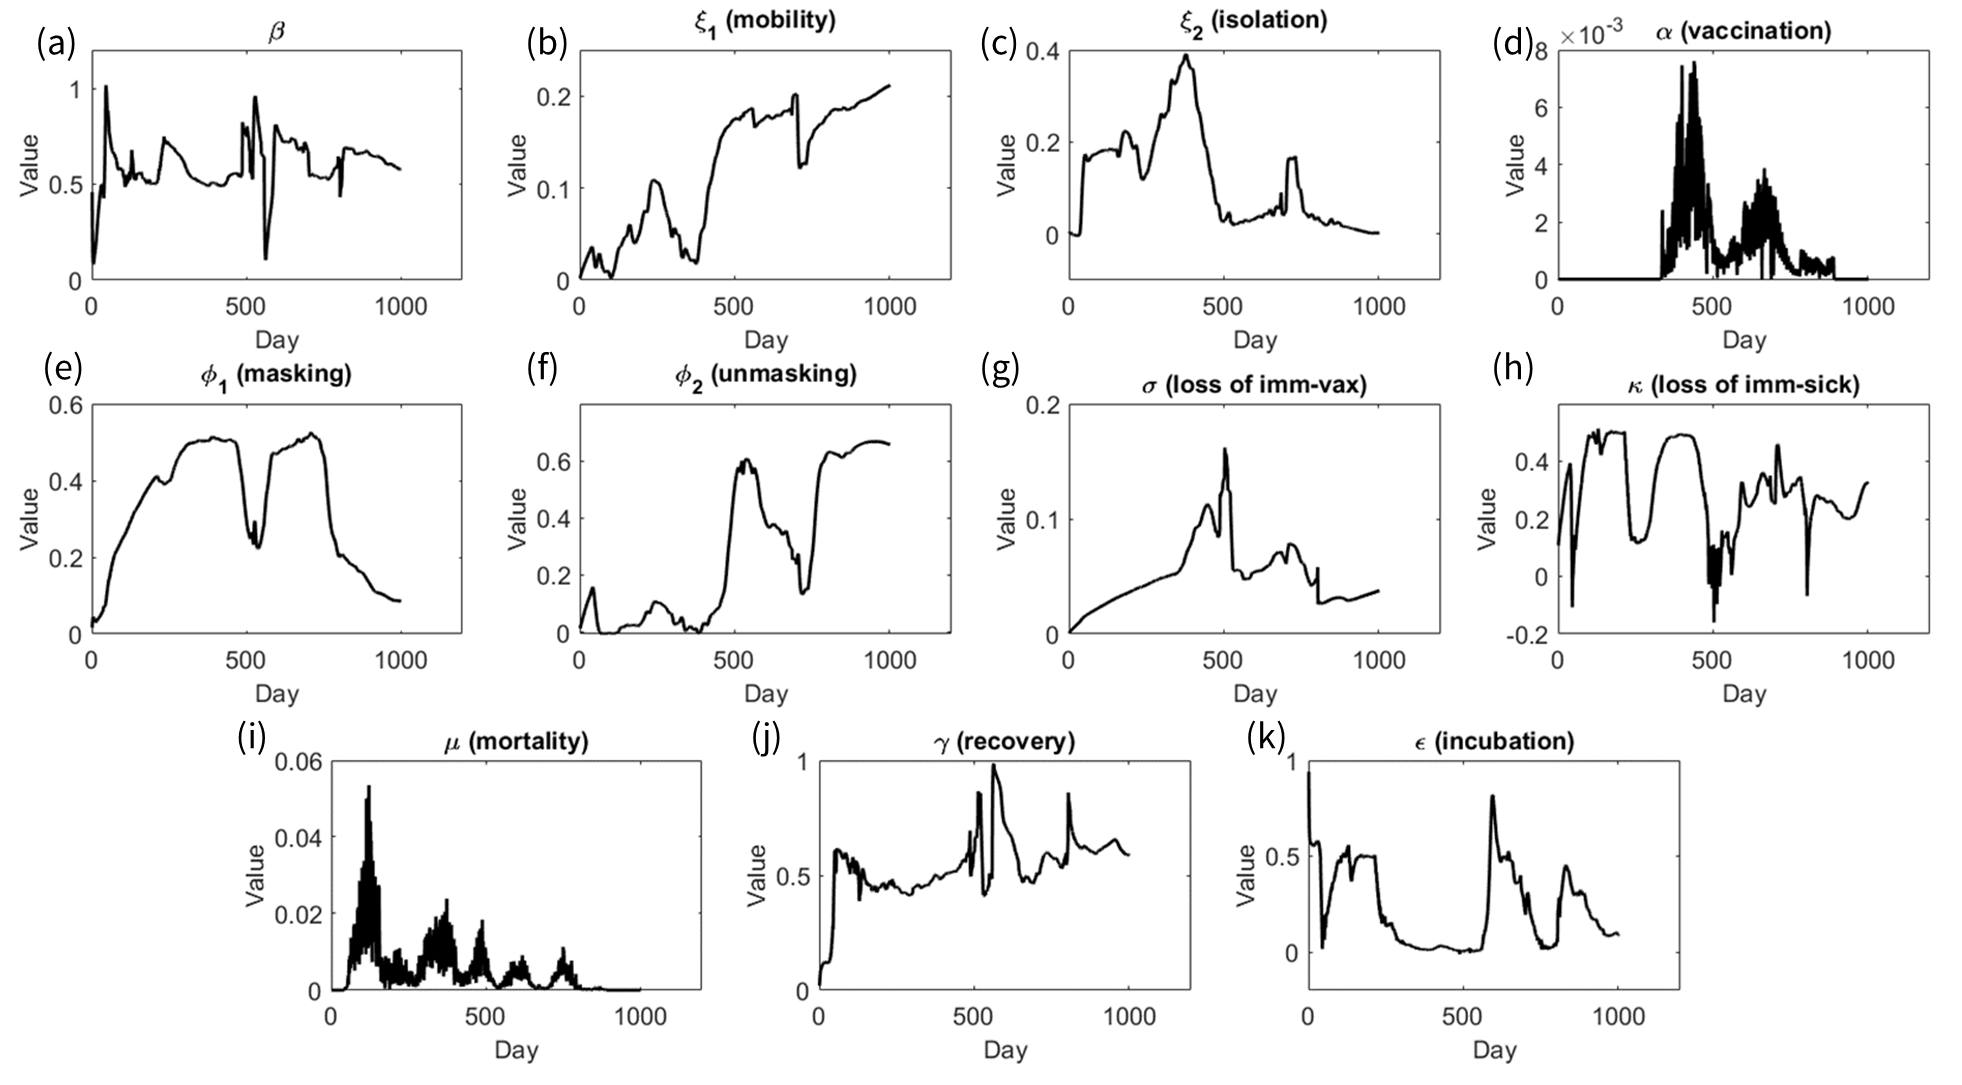 (a) β
Value
1
0.5
0
0 500 1000
Day
(b) ξ1 (mobility)
Value
0.2
0.1
0
0 500 1000
Day
(c) ξ2 (isolation)
Value
0.4
0.2
0
0 500 1000
Day
(d) ×10-3 α (vaccination)
Value
8
6
4
2
0
0 500 1000
Day
(e) ϕ1 (masking)
Value
0.6
0.4
0.2
0
0 500 1000
Day
(f) ϕ2 (unmasking)
Value
0.6
0.4
0.2
0
0 500 1000
Day
(g) σ (loss of imm-vax)
Value
0.2
0.1
0
0 500 1000
Day
(h) κ (loss of imm-sick)
Value
0.4
0.2
0
-0.2
0 500 1000
Day
(i) μ (mortality)
Value
0.06
0.04
0.02
0
0 500 1000
Day
(j) γ (recovery)
Value
1
0.5
0
0 500 1000
Day
(k) ϵ (incubation)
Value
1
0.5
0
0 500 1000
Day